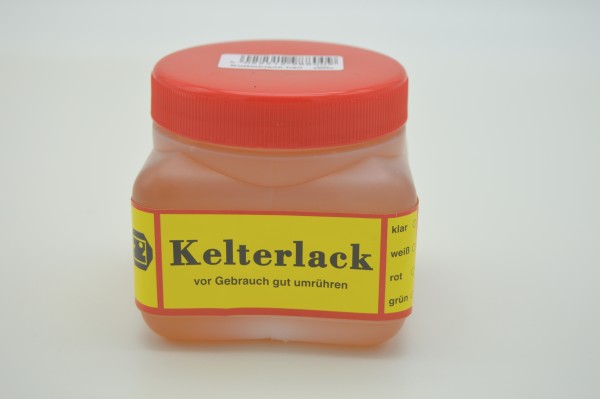 Kelterlack
vor Gebrauch gut umrühren
klar
weiß
rot
grün